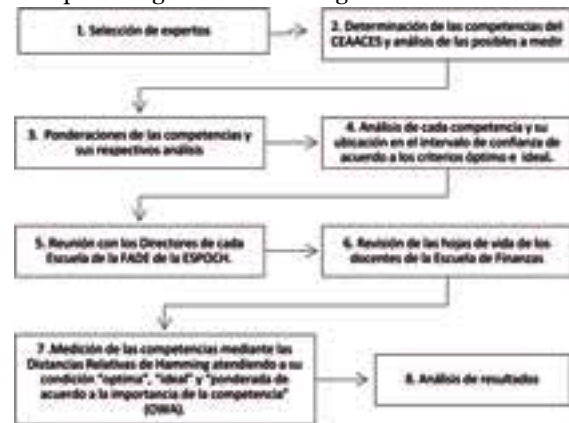 1. Selección de expertos
2. Determinación de las competencias del
CEAACES y análisis de las posibles a medir
3. Ponderaciones de las competencias y
sus respectivos análisis
4. Análisis de cada competencia y su
ubicación en el intervalo de confianza de
acuerdo a los criterios óptimo e ideal.
5. Reunión con los Directores de cada
Escuela de la FADE de la ESPOCH.
6. Revisión de las hojas de vida de los
docentes de la Escuela de Finanzas
7 .Medición de las competencias mediante las
Distancias Relativas de Hamming atendiendo a su
condición "optima", "ideal" y "ponderada de
acuerdo a la importancia de la competencia"
(OWA).
8. Análisis de resultados